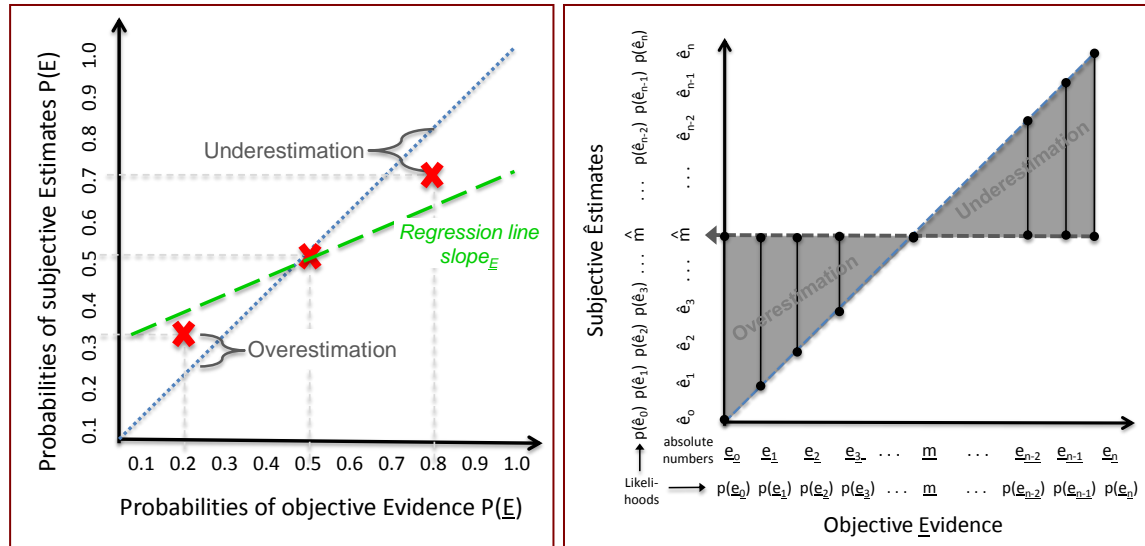 Probabilities of subjective Estimates P(E)
1.0
0.9
0.8
0.7
0.6
0.5
0.4
0.3
0.2
0.1
Underestimation
Regression line
slopeE
Overestimation
0.1 0.2 0.3 0.4 0.5 0.6 0.7 0.8 0.9 1.0
Probabilities of objective Evidence P(E)
Subjective Êstimates
p(ê0) p(ê1) p(ê2) p(ê3) ... m̂ ... p(ên-2) p(ên-1) p(ên)
êo ê1 ê2 ê3 ... m̂ ... ên-2 ên-1 ên
Overestimation
Underestimation
absolute
numbers
eo e1 e2 e3 ... m ... en-2 en-1 en
Likeli-
hoods
p(e0) p(e1) p(e2) p(e3) ... m ... p(en-2) p(en-1) p(en)
Objective Evidence